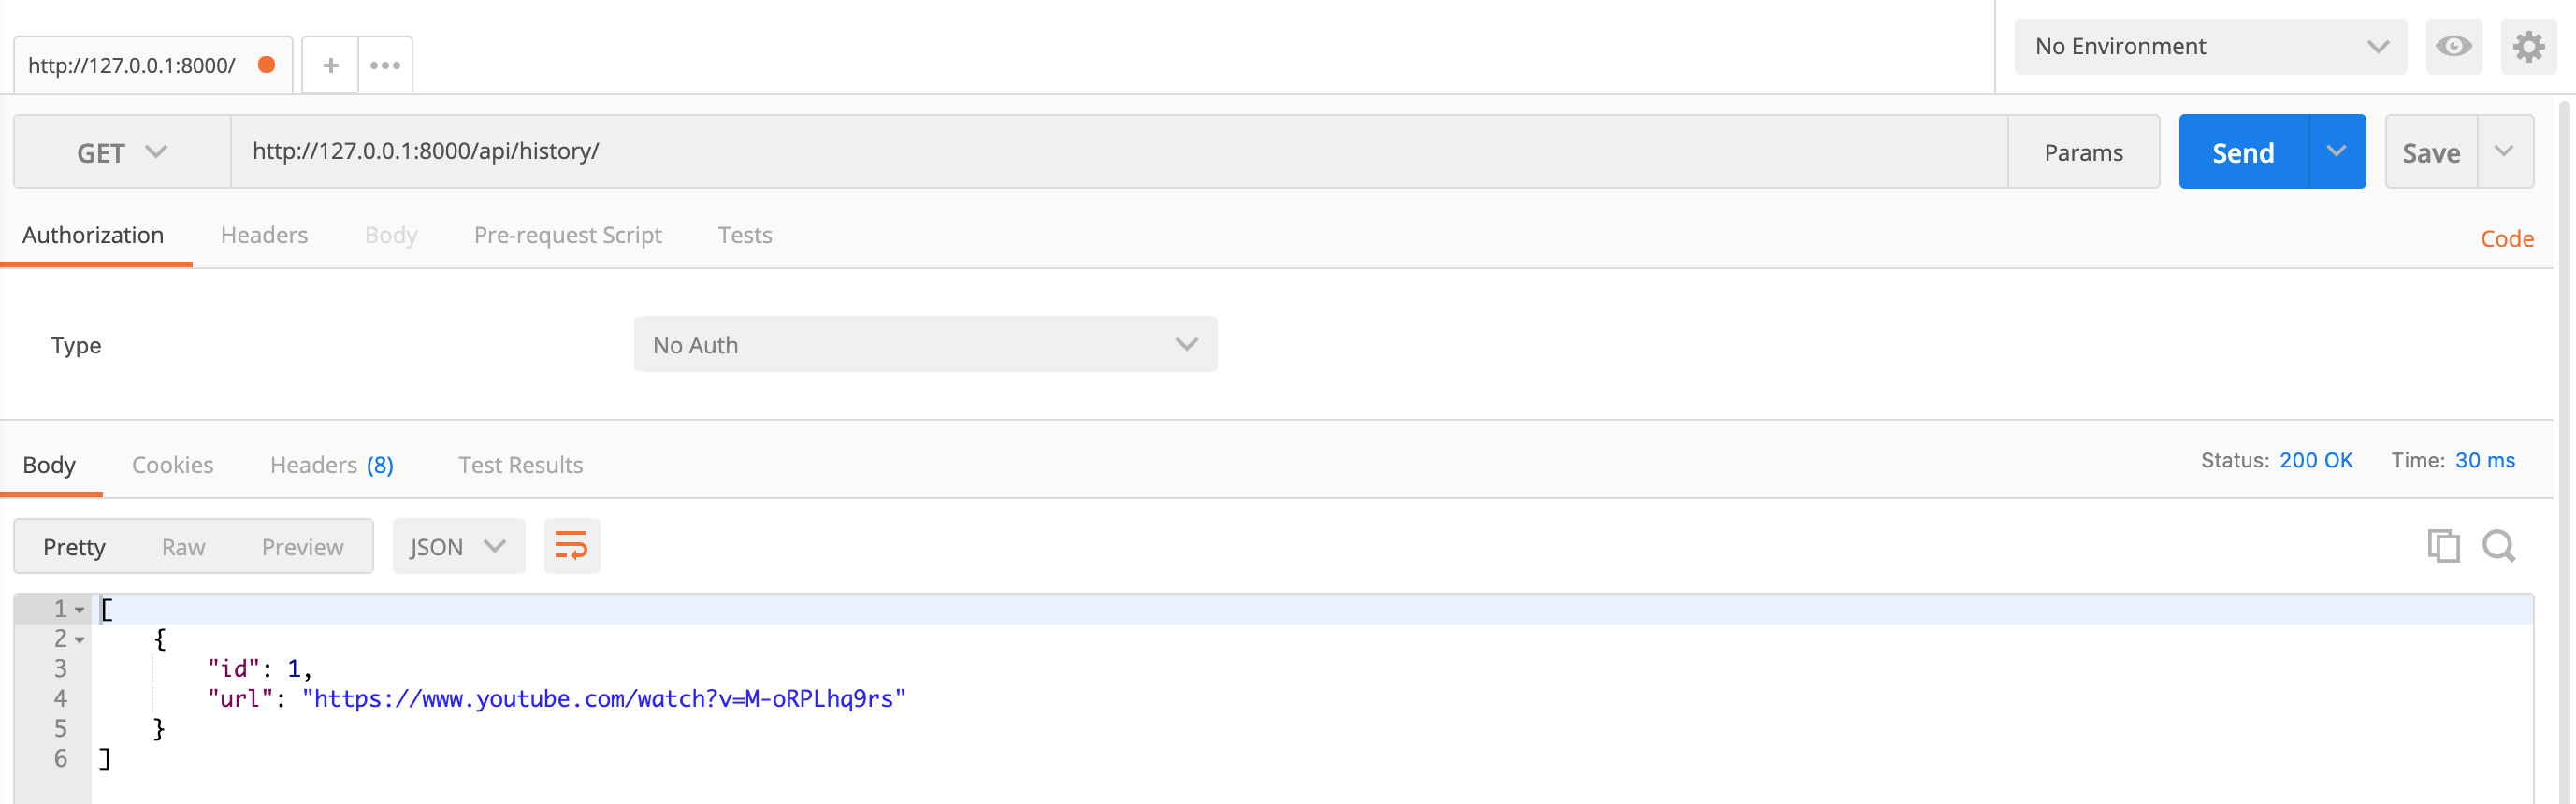 http://127.0.0.1:8000/
No Environment
GET http://127.0.0.1:8000/api/history/ Params Send Save
Authorization Headers Body Pre-request Script Tests Code
Type No Auth
Body Cookies Headers (8) Test Results Status: 200 OK Time: 30 ms
Pretty Raw Preview JSON
1 [
2 {
3 "id": 1,
4 "url": "https://www.youtube.com/watch?v=M-oRPLhq9rs"
5 }
6 ]